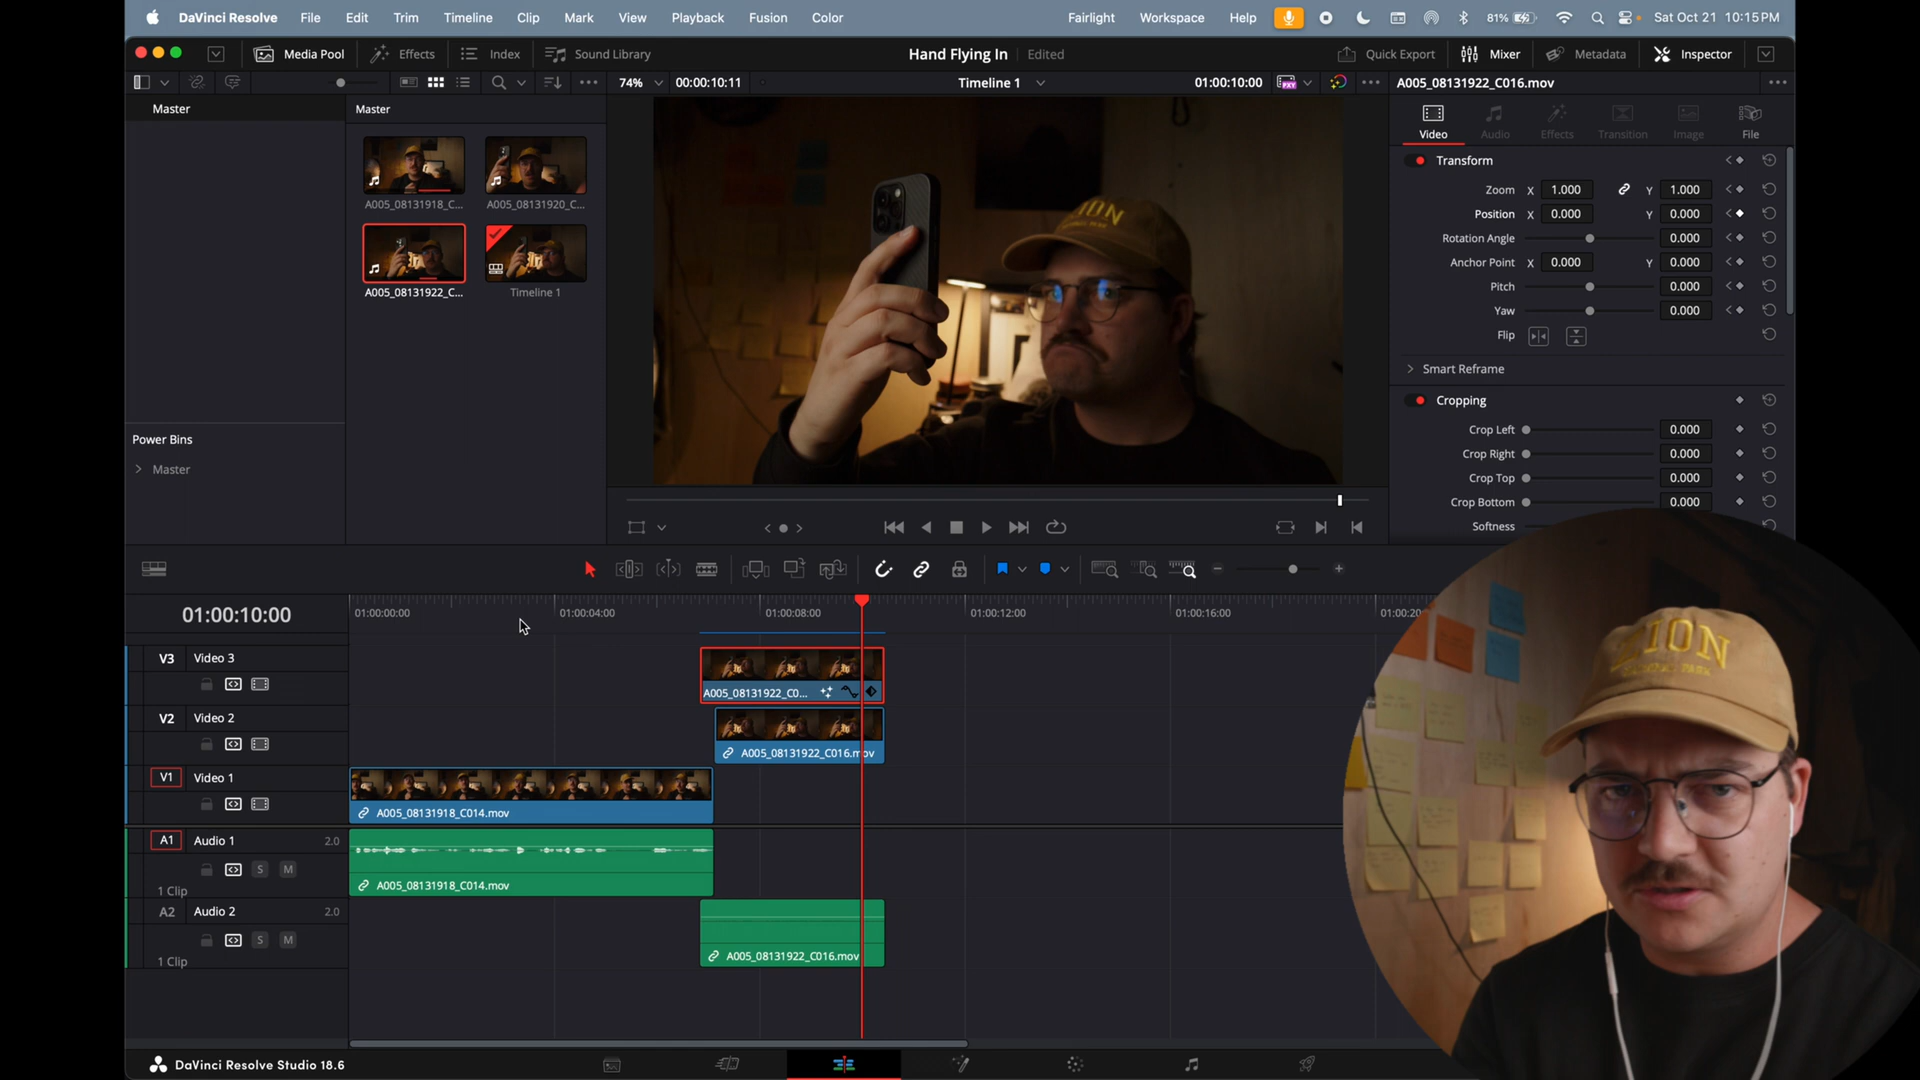 DaVinci Resolve File Edit Trim Timeline Clip Mark View Playback Fusion Color Fairlight Workspace Help 81% Sat Oct 21 10:15 PM
Media Pool Effects Index Sound Library Hand Flying In Edited Quick Export Mixer Metadata Inspector
74% 00:00:10:11 Timeline 1 01:00:10:00 PXY A005_08131922_C016.mov
Master Master
Video Audio Effects Transition Image File
Transform
Zoom X 1.000 Y 1.000
A005_08131918_C... A005_08131920_C...
Position X 0.000 Y 0.000
Rotation Angle 0.000
Anchor Point X 0.000 Y 0.000
A005_08131922_C... Timeline 1
Pitch 0.000
Yaw 0.000
Flip
Smart Reframe
Cropping
Crop Left 0.000
Power Bins
Crop Right 0.000
Master
Crop Top 0.000
Crop Bottom 0.000
Softness
ZION
01:00:10:00
01:00:00:00 01:00:04:00 01:00:08:00 01:00:12:00 01:00:16:00 01:00:20
V3 Video 3
A005_08131922_C0...
V2 Video 2
A005_08131922_C016.mov
V1 Video 1
A005_08131918_C014.mov
A1 Audio 1 2.0
S M
A005_08131918_C014.mov
1 Clip
A2 Audio 2 2.0
S M
A005_08131922_C016.mov
1 Clip
DaVinci Resolve Studio 18.6
ZION